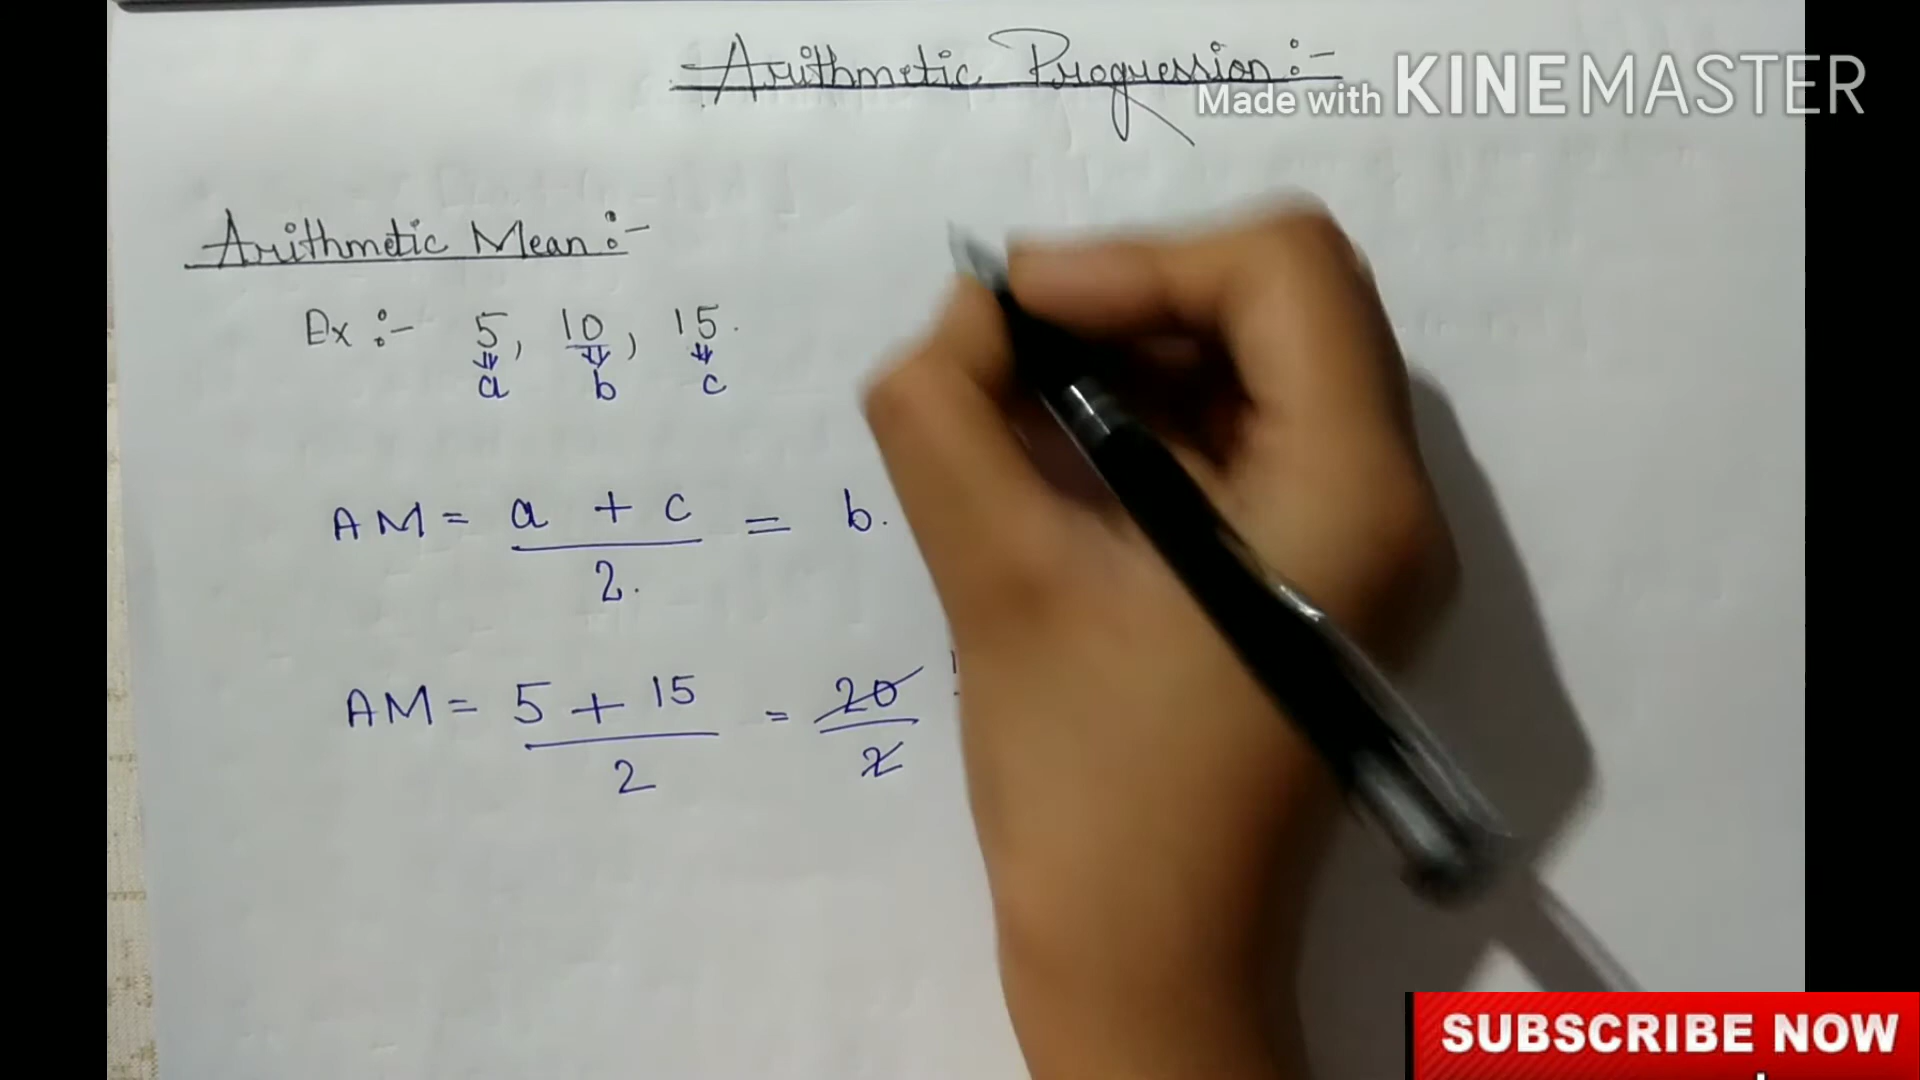 Arithmetic Progression :-
Made with KINEMASTER
Arithmetic Mean :-
Ex :- 5, 10, 15.
a b c
AM = a + c / 2. = b.
AM = 5 + 15 / 2 = 20 / 2
SUBSCRIBE NOW